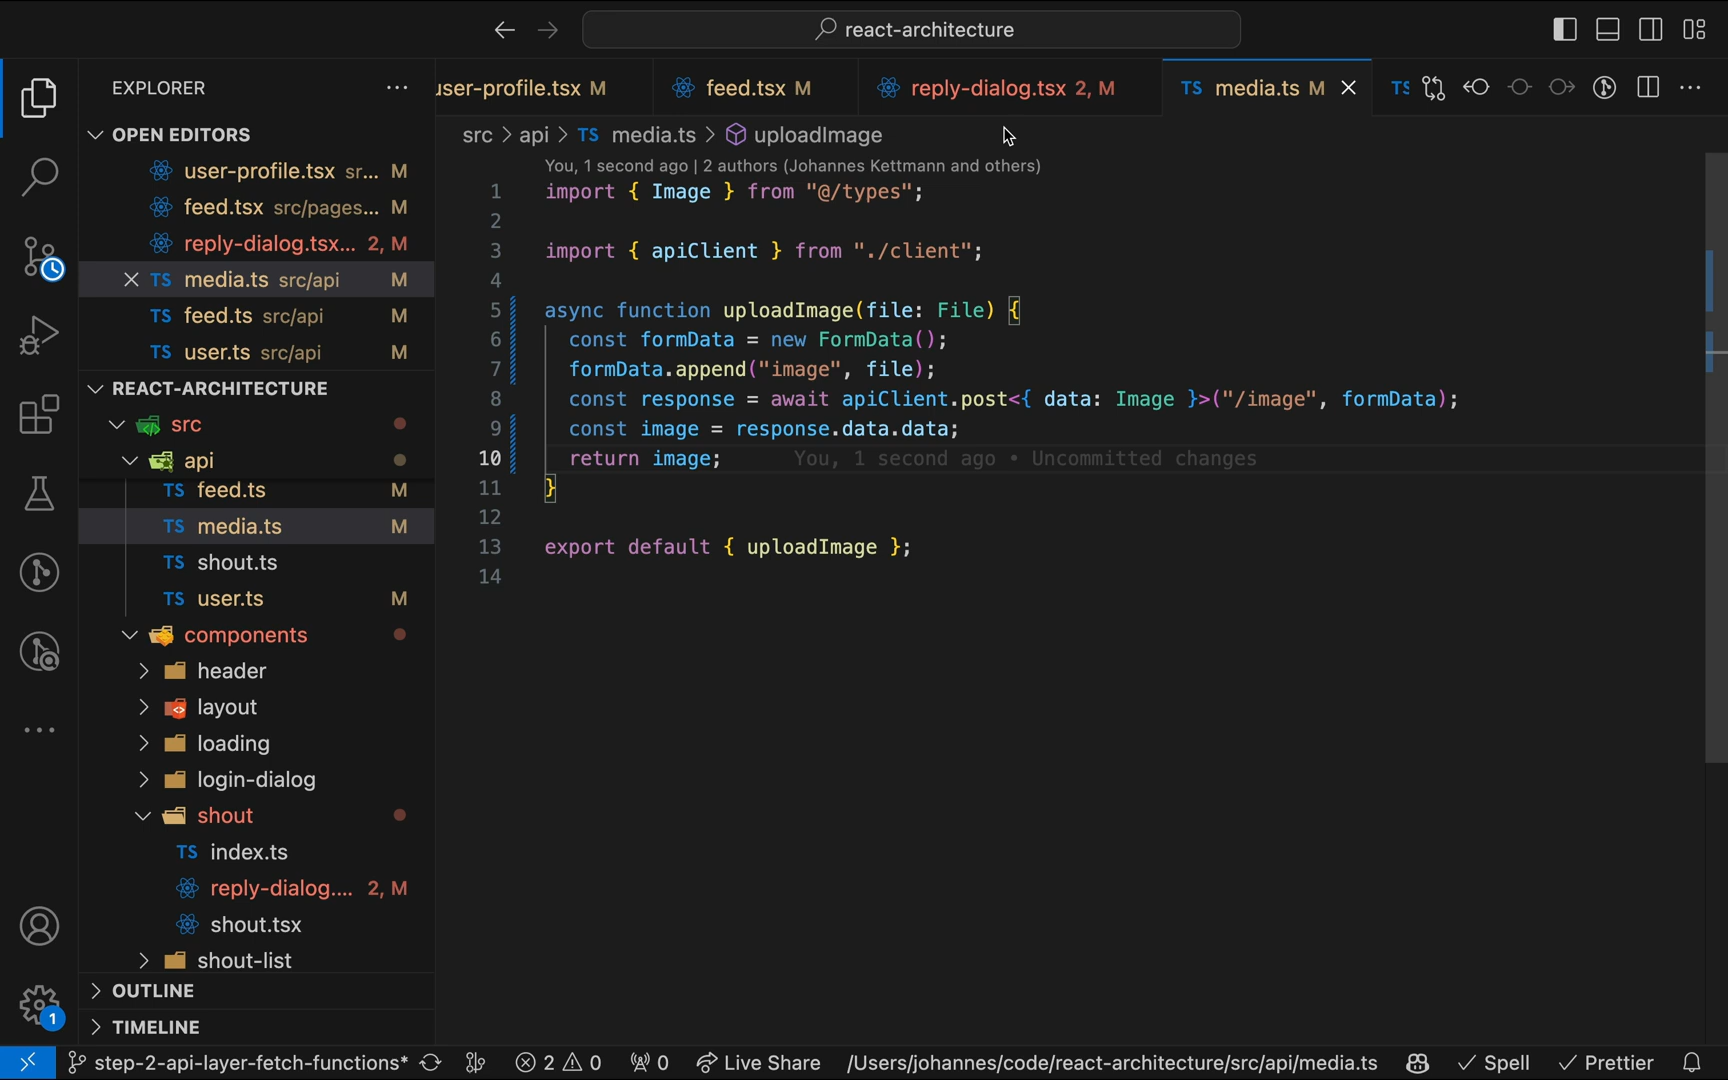 react-architecture
EXPLORER
OPEN EDITORS
user-profile.tsx sr... M
feed.tsx src/pages... M
reply-dialog.tsx... 2, M
TS media.ts src/api M
TS feed.ts src/api M
TS user.ts src/api M
REACT-ARCHITECTURE
src
api
TS feed.ts M
TS media.ts M
TS shout.ts
TS user.ts M
components
header
layout
loading
login-dialog
shout
TS index.ts
reply-dialog.... 2, M
shout.tsx
shout-list
OUTLINE
TIMELINE
1
user-profile.tsx M
feed.tsx M
reply-dialog.tsx 2, M
TS media.ts M
TS
src > api > TS media.ts > uploadImage
You, 1 second ago | 2 authors (Johannes Kettmann and others)
1 import { Image } from "@/types";
2
3 import { apiClient } from "./client";
4
5 async function uploadImage(file: File) {
6 const formData = new FormData();
7 formData.append("image", file);
8 const response = await apiClient.post<{ data: Image }>("/image", formData);
9 const image = response.data.data;
10 return image; You, 1 second ago • Uncommitted changes
11 }
12
13 export default { uploadImage };
14
step-2-api-layer-fetch-functions* 2 0 0 Live Share /Users/johannes/code/react-architecture/src/api/media.ts Spell Prettier